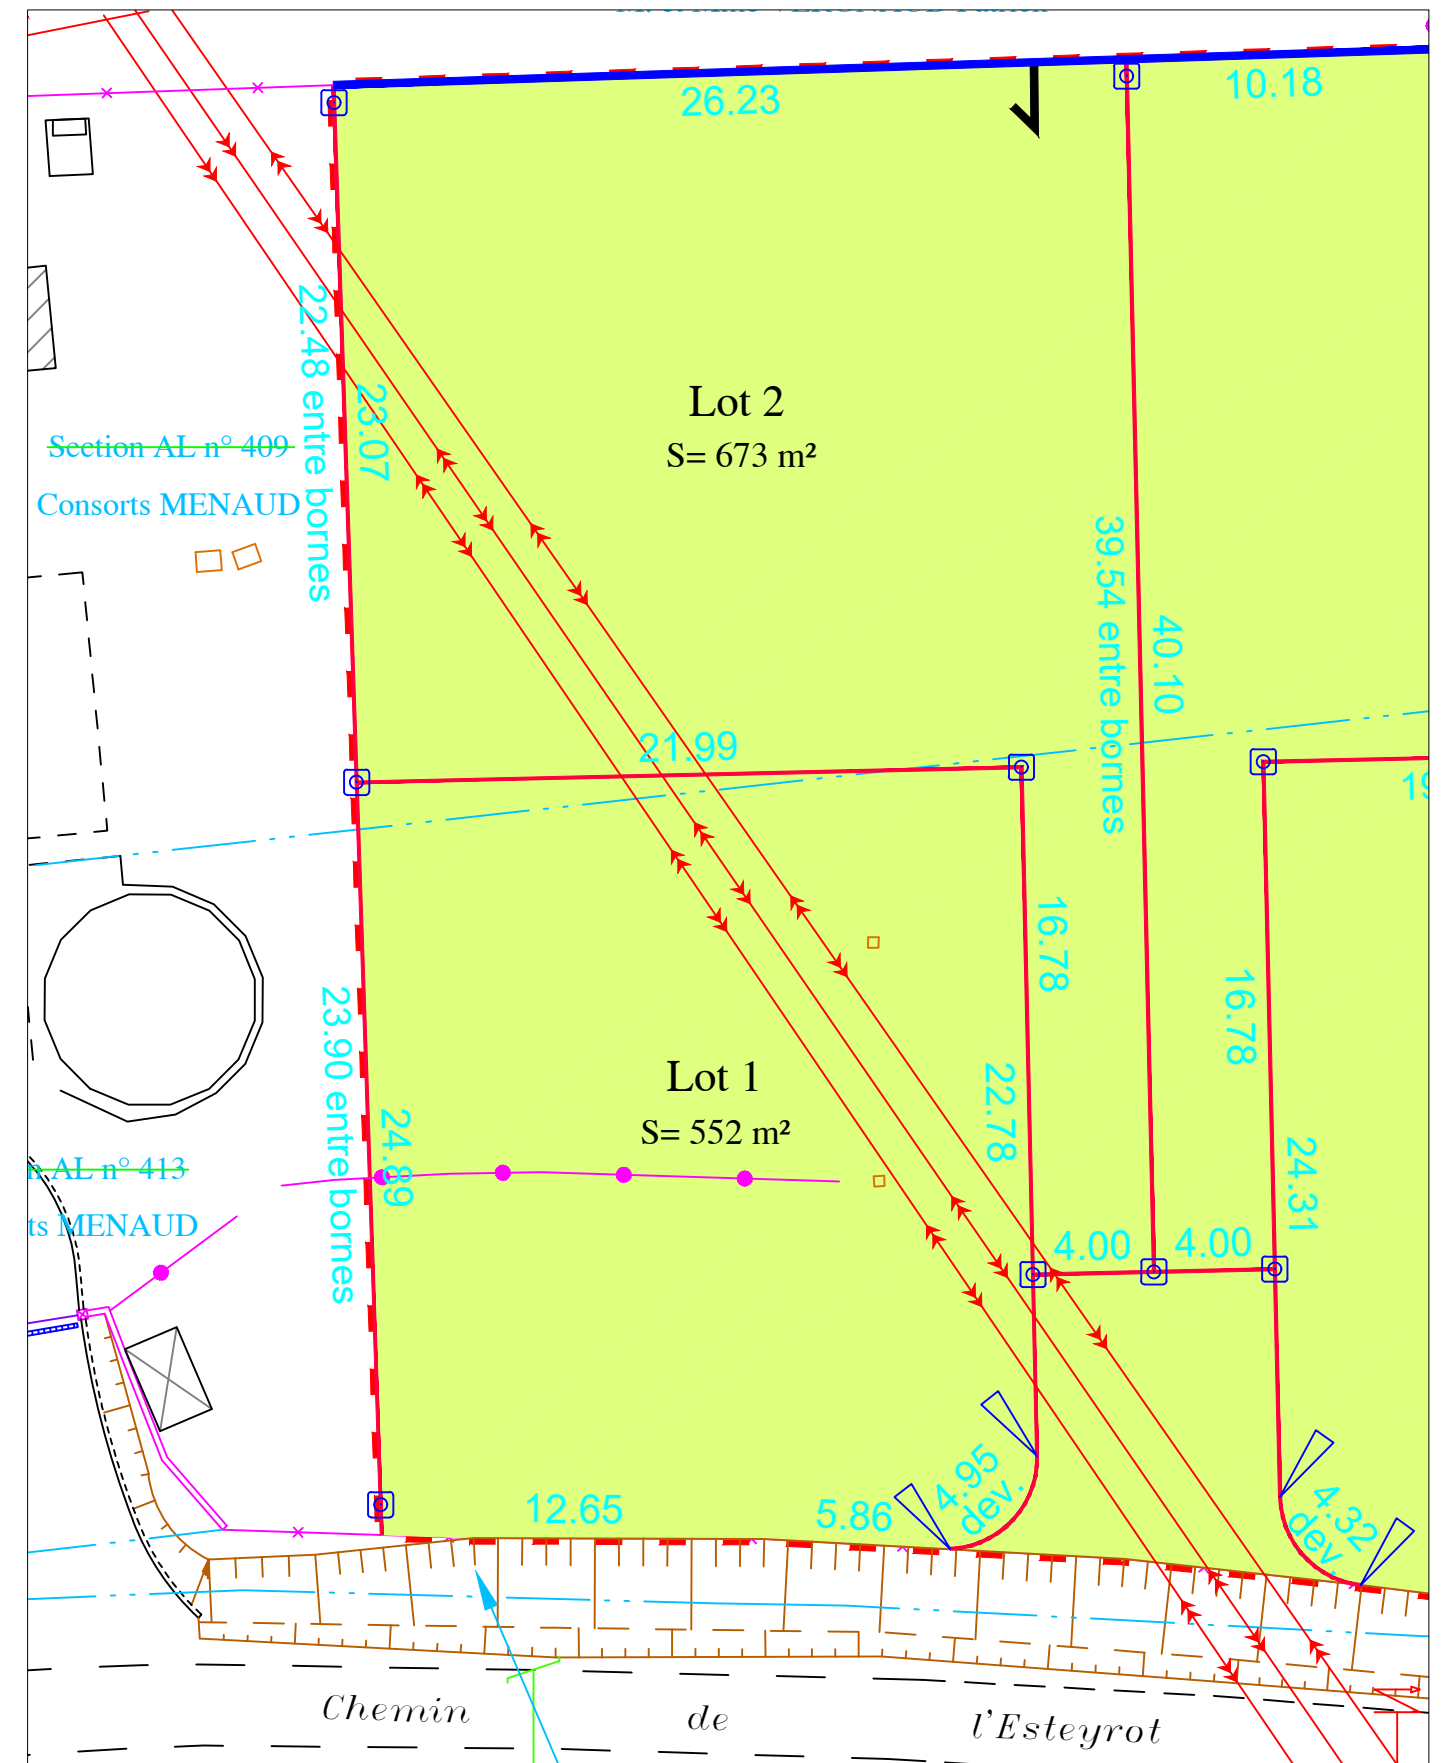 26.23
10.18
22.48 entre bornes
23.07
Lot 2
S= 673 m²
Section AL n° 409
Consorts MENAUD
39.54 entre bornes
40.10
21.99
16.78
16.78
23.90 entre bornes
24.89
Lot 1
S= 552 m²
22.78
24.31
n AL n° 413
ts MENAUD
4.00
4.00
12.65
5.86
4.95
dev.
4.32
dev.
Chemin de l'Esteyrot